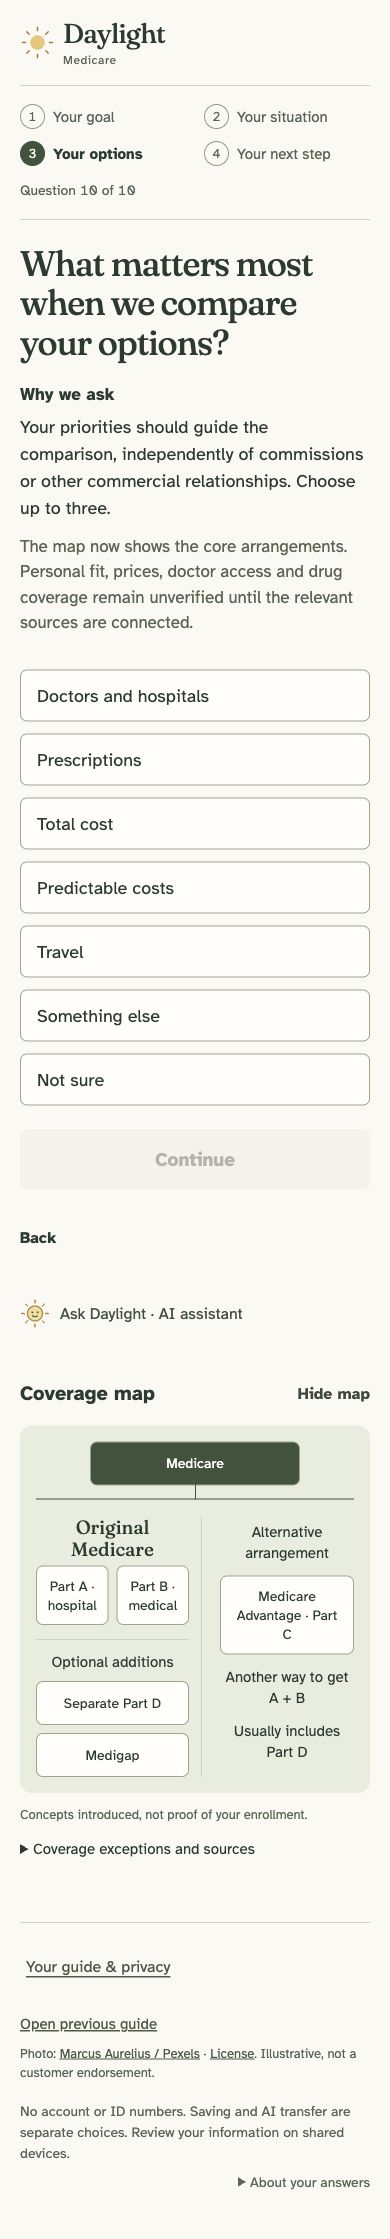 Daylight
Medicare
1 Your goal
2 Your situation
3 Your options
4 Your next step
Question 10 of 10
What matters most
when we compare
your options?
Why we ask
Your priorities should guide the
comparison, independently of commissions
or other commercial relationships. Choose
up to three.
The map now shows the core arrangements.
Personal fit, prices, doctor access and drug
coverage remain unverified until the relevant
sources are connected.
Doctors and hospitals
Prescriptions
Total cost
Predictable costs
Travel
Something else
Not sure
Continue
Back
Ask Daylight · AI assistant
Coverage map
Hide map
Medicare
Original
Medicare
Part A ·
hospital
Part B ·
medical
Optional additions
Separate Part D
Medigap
Alternative
arrangement
Medicare
Advantage · Part
C
Another way to get
A + B
Usually includes
Part D
Concepts introduced, not proof of your enrollment.
Coverage exceptions and sources
Your guide & privacy
Open previous guide
Photo: Marcus Aurelius / Pexels · License. Illustrative, not a
customer endorsement.
No account or ID numbers. Saving and AI transfer are
separate choices. Review your information on shared
devices.
About your answers